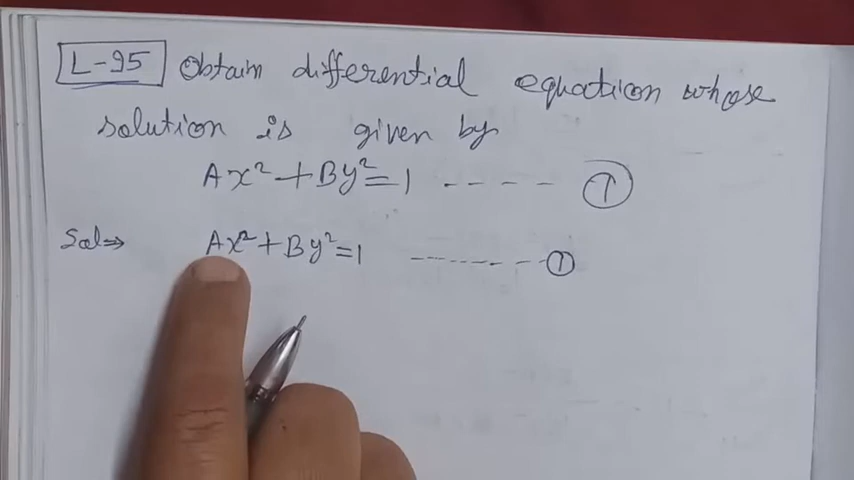 L-95 Obtain differential equation whose
solution is given by
Ax² + By² = 1 ----- ①
Sol⇒ Ax² + By² = 1 -------- ①